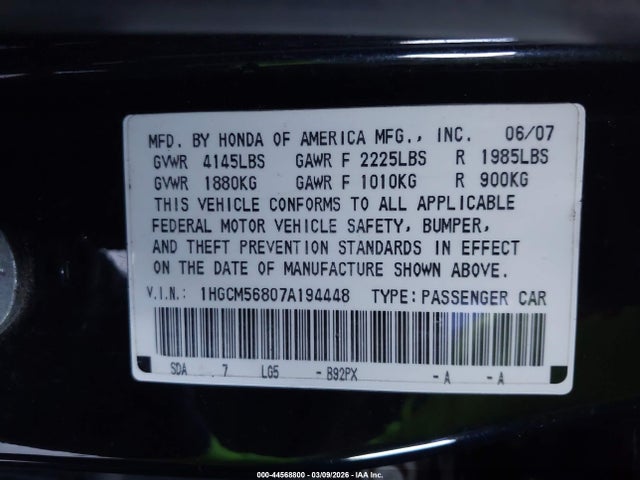 MFD. BY HONDA OF AMERICA MFG., INC. 06/07
GVWR 4145LBS GAWR F 2225LBS R 1985LBS
GVWR 1880KG GAWR F 1010KG R 900KG
THIS VEHICLE CONFORMS TO ALL APPLICABLE
FEDERAL MOTOR VEHICLE SAFETY, BUMPER,
AND THEFT PREVENTION STANDARDS IN EFFECT
ON THE DATE OF MANUFACTURE SHOWN ABOVE.
V.I.N.: 1HGCM56807A194448 TYPE: PASSENGER CAR
SDA 7 LG5 - B92PX - A - A
000-44568800 - 03/09/2026 - IAA Inc.